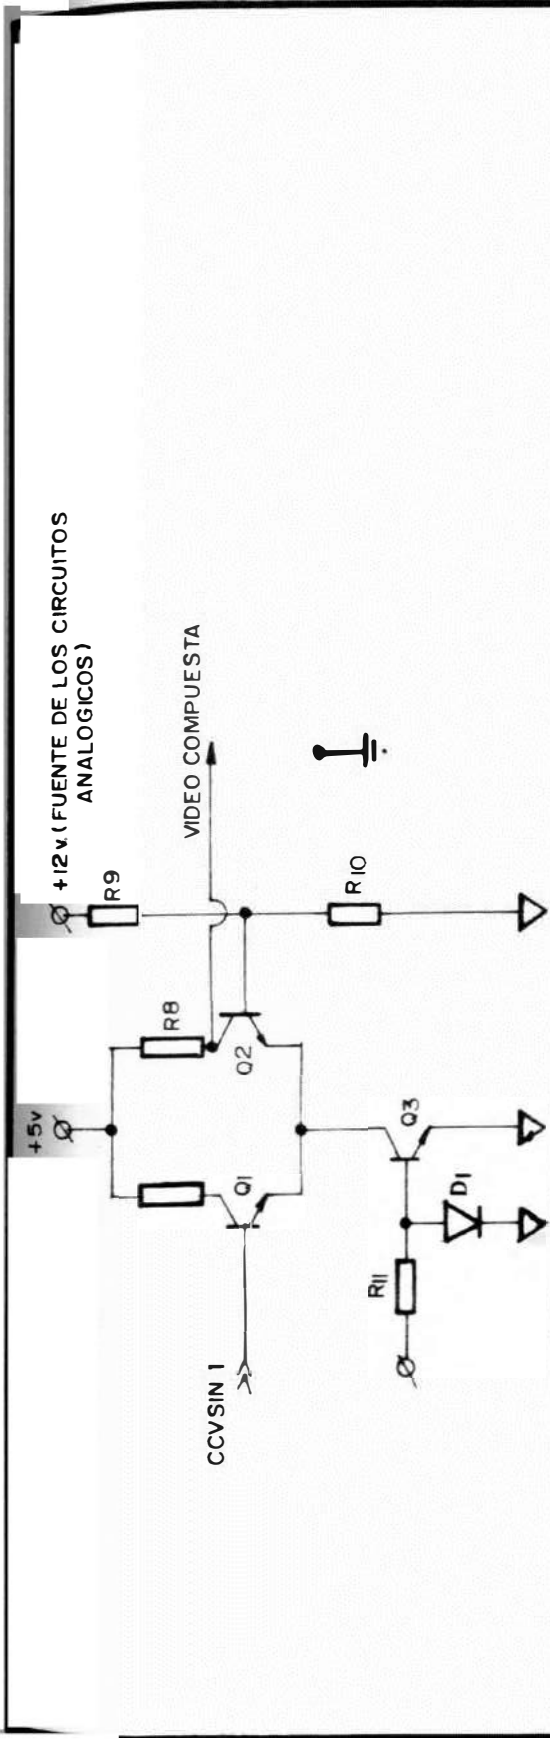 +12v. (FUENTE DE LOS CIRCUITOS
ANALOGICOS)
+5v
R9
R8
VIDEO COMPUESTA
Q1
Q2
R10
CCVSIN 1
Q3
R11
D1